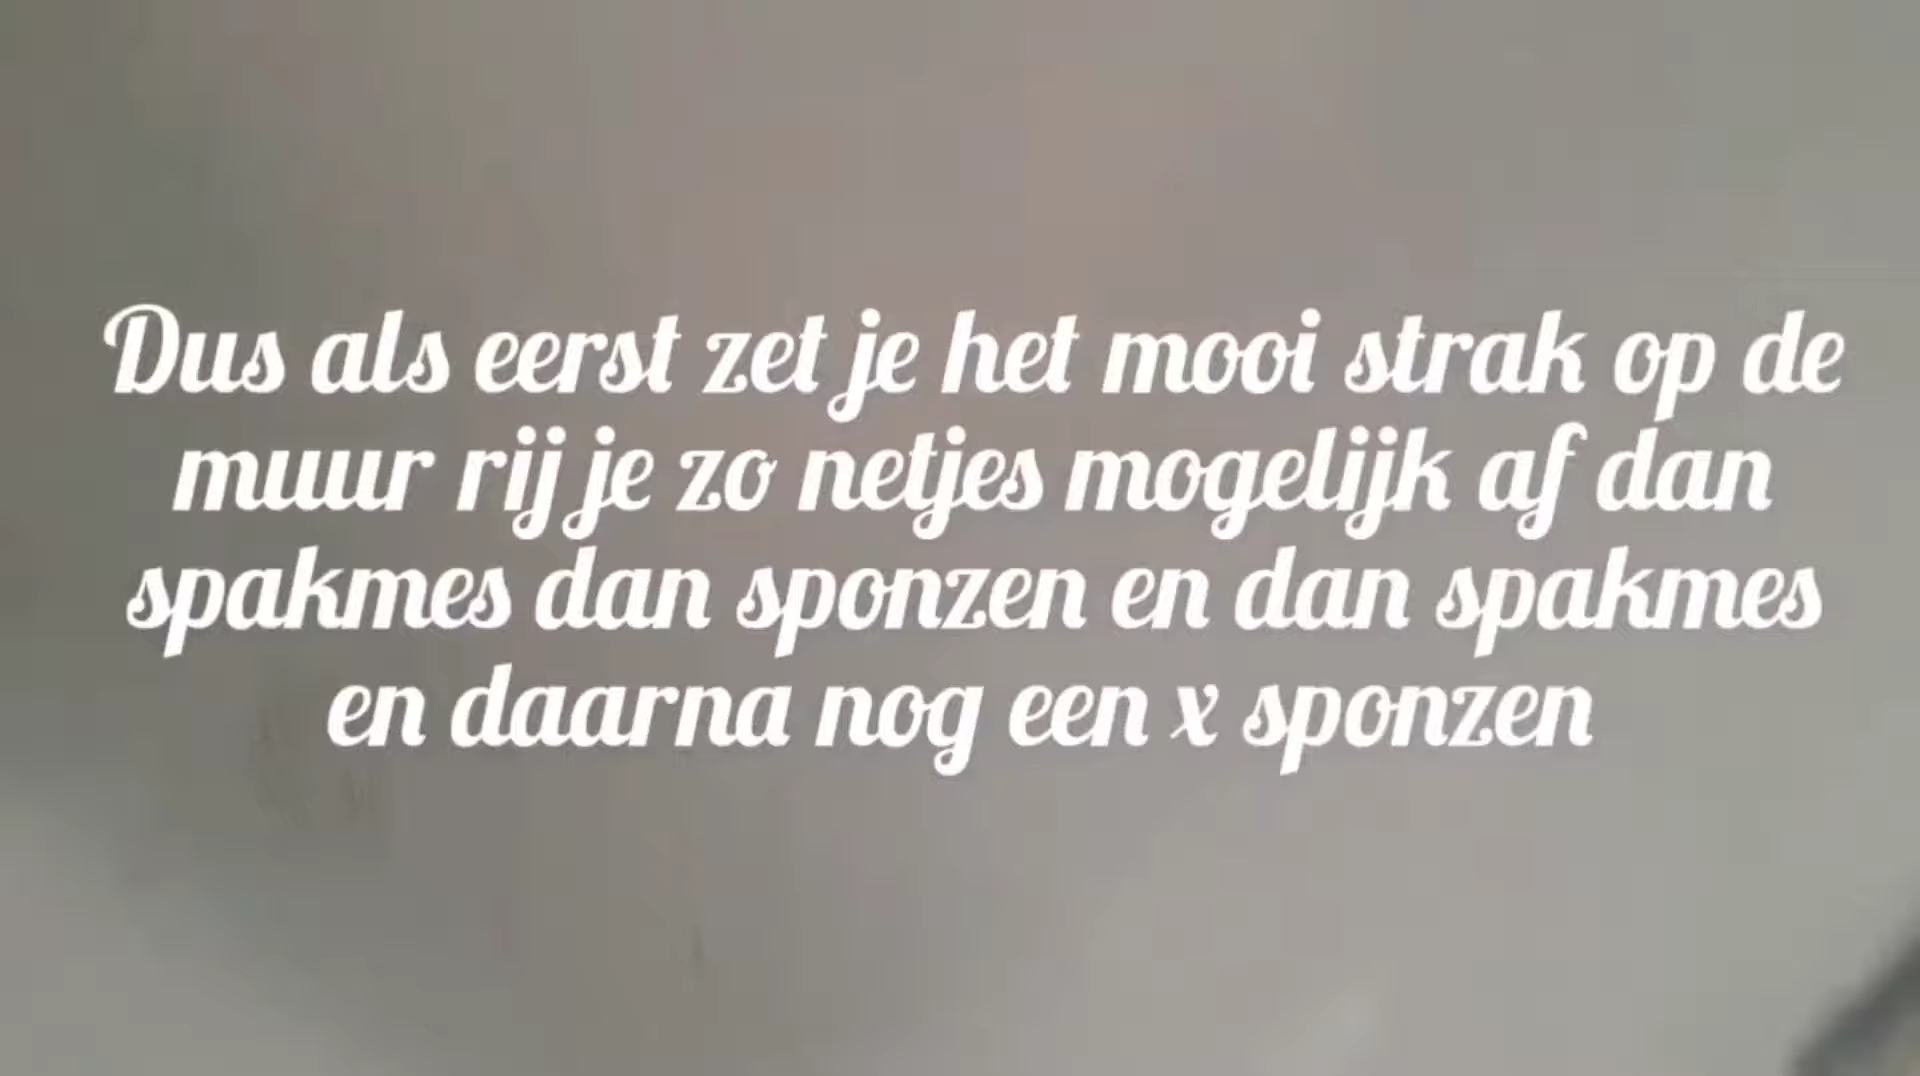 Dus als eerst zet je het mooi strak op de
muur rij je zo netjes mogelijk af dan
spakmes dan sponzen en dan spakmes
en daarna nog een x sponzen